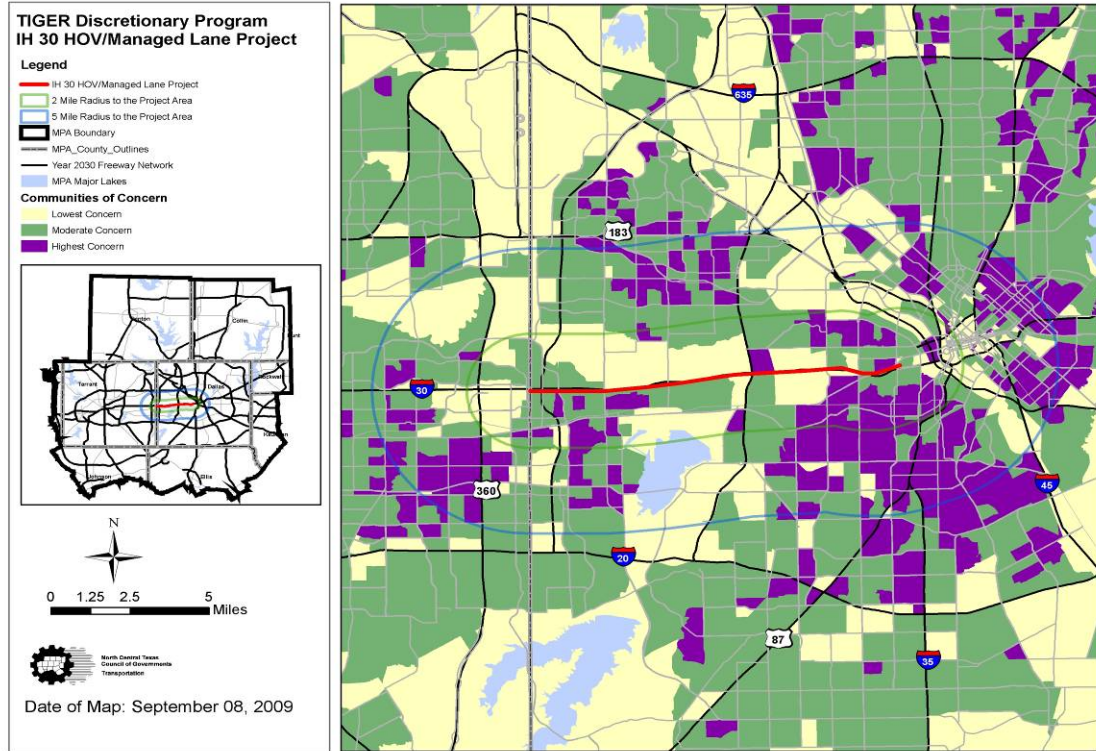 TIGER Discretionary Program
IH 30 HOV/Managed Lane Project
Legend
IH 30 HOV/Managed Lane Project
2 Mile Radius to the Project Area
5 Mile Radius to the Project Area
MPA Boundary
MPA_County_Outlines
Year 2030 Freeway Network
MPA Major Lakes
Communities of Concern
Lowest Concern
Moderate Concern
Highest Concern
Collin
Tarrant
Dallas
Johnson
Ellis
N
0 1.25 2.5 5
Miles
North Central Texas
Council of Governments
Transportation
Date of Map: September 08, 2009
635
183
30
360
45
20
87
35